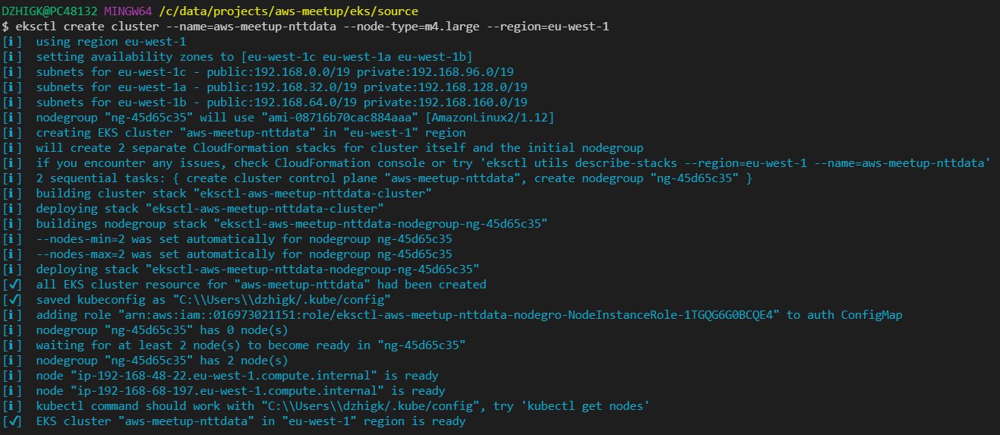 DZHIGK@PC48132 MINGW64 /c/data/projects/aws-meetup/eks/source
$ eksctl create cluster --name=aws-meetup-nttdata --node-type=m4.large --region=eu-west-1
[ℹ]  using region eu-west-1
[ℹ]  setting availability zones to [eu-west-1c eu-west-1a eu-west-1b]
[ℹ]  subnets for eu-west-1c - public:192.168.0.0/19 private:192.168.96.0/19
[ℹ]  subnets for eu-west-1a - public:192.168.32.0/19 private:192.168.128.0/19
[ℹ]  subnets for eu-west-1b - public:192.168.64.0/19 private:192.168.160.0/19
[ℹ]  nodegroup "ng-45d65c35" will use "ami-08716b70cac884aaa" [AmazonLinux2/1.12]
[ℹ]  creating EKS cluster "aws-meetup-nttdata" in "eu-west-1" region
[ℹ]  will create 2 separate CloudFormation stacks for cluster itself and the initial nodegroup
[ℹ]  if you encounter any issues, check CloudFormation console or try 'eksctl utils describe-stacks --region=eu-west-1 --name=aws-meetup-nttdata'
[ℹ]  2 sequential tasks: { create cluster control plane "aws-meetup-nttdata", create nodegroup "ng-45d65c35" }
[ℹ]  building cluster stack "eksctl-aws-meetup-nttdata-cluster"
[ℹ]  deploying stack "eksctl-aws-meetup-nttdata-cluster"
[ℹ]  buildings nodegroup stack "eksctl-aws-meetup-nttdata-nodegroup-ng-45d65c35"
[ℹ]  --nodes-min=2 was set automatically for nodegroup ng-45d65c35
[ℹ]  --nodes-max=2 was set automatically for nodegroup ng-45d65c35
[ℹ]  deploying stack "eksctl-aws-meetup-nttdata-nodegroup-ng-45d65c35"
[✓]  all EKS cluster resource for "aws-meetup-nttdata" had been created
[✓]  saved kubeconfig as "C:\\Users\\dzhigk/.kube/config"
[ℹ]  adding role "arn:aws:iam::016973021151:role/eksctl-aws-meetup-nttdata-nodegro-NodeInstanceRole-1TGQG6G0BCQE4" to auth ConfigMap
[ℹ]  nodegroup "ng-45d65c35" has 0 node(s)
[ℹ]  waiting for at least 2 node(s) to become ready in "ng-45d65c35"
[ℹ]  nodegroup "ng-45d65c35" has 2 node(s)
[ℹ]  node "ip-192-168-48-22.eu-west-1.compute.internal" is ready
[ℹ]  node "ip-192-168-68-197.eu-west-1.compute.internal" is ready
[ℹ]  kubectl command should work with "C:\\Users\\dzhigk/.kube/config", try 'kubectl get nodes'
[✓]  EKS cluster "aws-meetup-nttdata" in "eu-west-1" region is ready